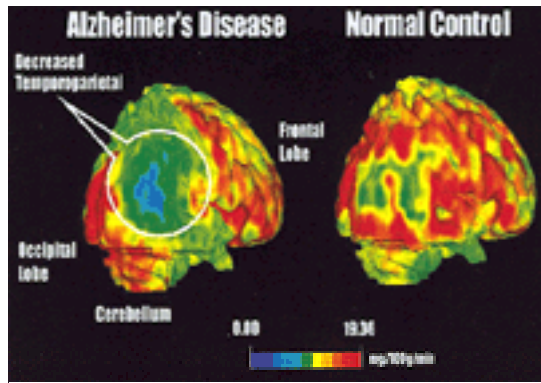 Alzheimer's Disease
Normal Control
Decreased
Temporoparietal
Frontal
Lobe
Occipital
Lobe
Cerebellum
0.00
19.36
mg/100g/min